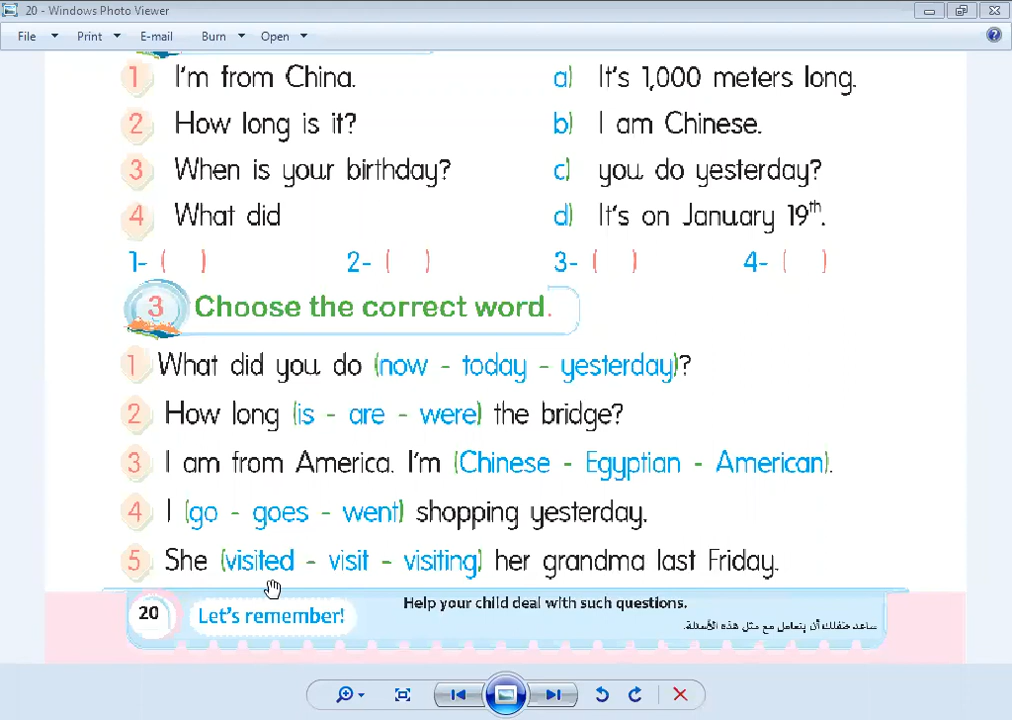 20 - Windows Photo Viewer
File Print E-mail Burn Open
1 I'm from China. a) It's 1,000 meters long.
2 How long is it? b) I am Chinese.
3 When is your birthday? c) you do yesterday?
4 What did d) It's on January 19th.
1- ( ) 2- ( ) 3- ( ) 4- ( )
3 Choose the correct word.
1 What did you do (now - today - yesterday)?
2 How long (is - are - were) the bridge?
3 I am from America. I'm (Chinese - Egyptian - American).
4 I (go - goes - went) shopping yesterday.
5 She (visited - visit - visiting) her grandma last Friday.
20 Let's remember! Help your child deal with such questions.
ساعد طفلك أن يتعامل مع مثل هذه الأسئلة.